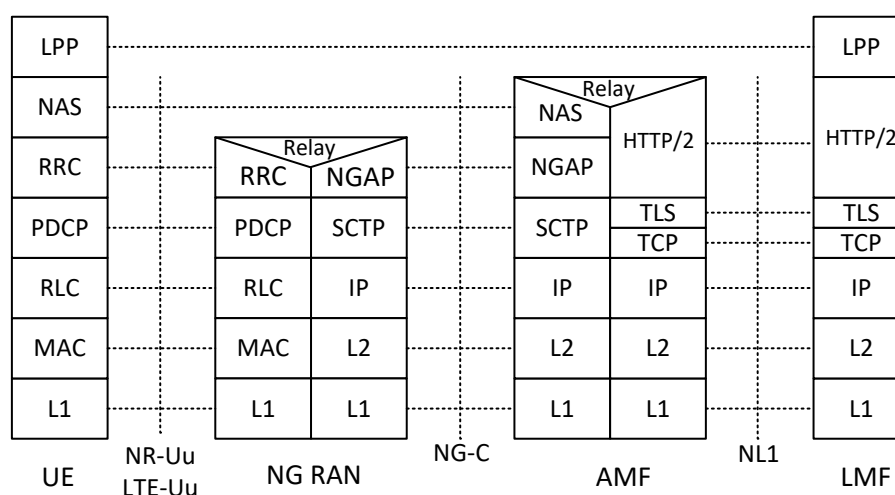 LPP LPP
NAS Relay
NAS HTTP/2 HTTP/2
RRC Relay
RRC NGAP NGAP
PDCP PDCP SCTP SCTP TLS TLS
TCP TCP
RLC RLC IP IP IP IP
MAC MAC L2 L2 L2 L2
L1 L1 L1 L1 L1 L1
UE NR-Uu NG RAN NG-C AMF NL1 LMF
LTE-Uu